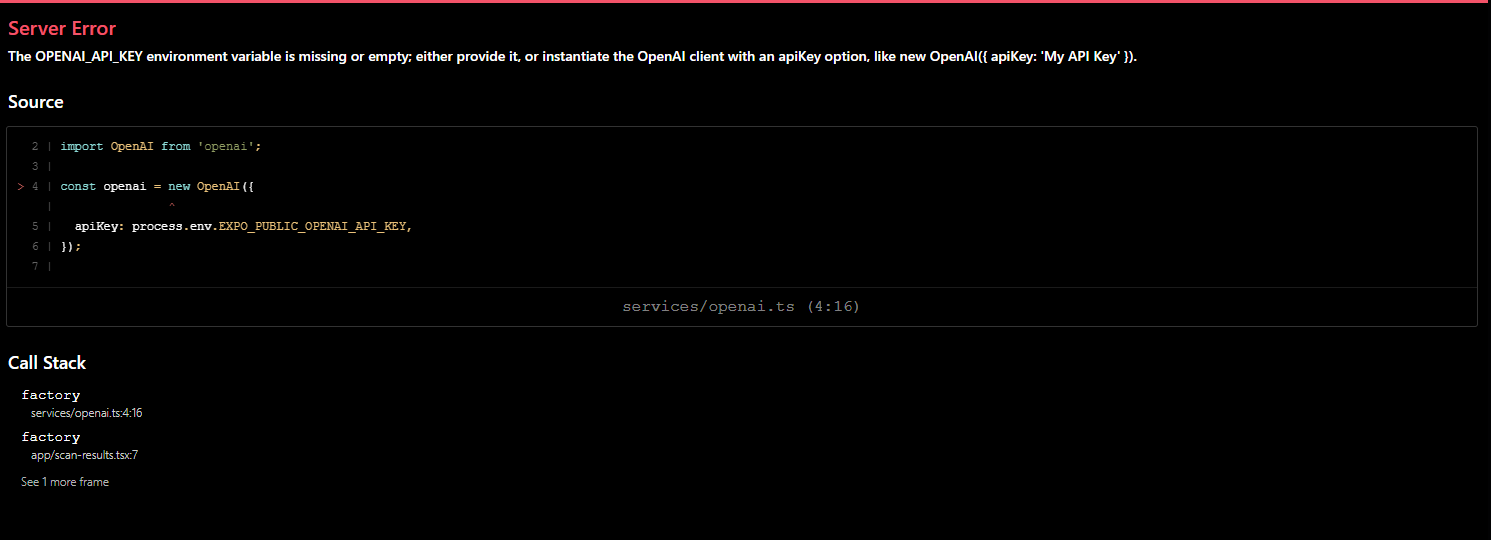 Server Error
The OPENAI_API_KEY environment variable is missing or empty; either provide it, or instantiate the OpenAI client with an apiKey option, like new OpenAI({ apiKey: 'My API Key' }).
Source
2 | import OpenAI from 'openai';
3 |
> 4 | const openai = new OpenAI({
| ^
5 | apiKey: process.env.EXPO_PUBLIC_OPENAI_API_KEY,
6 | });
7 |
services/openai.ts (4:16)
Call Stack
factory
services/openai.ts:4:16
factory
app/scan-results.tsx:7
See 1 more frame